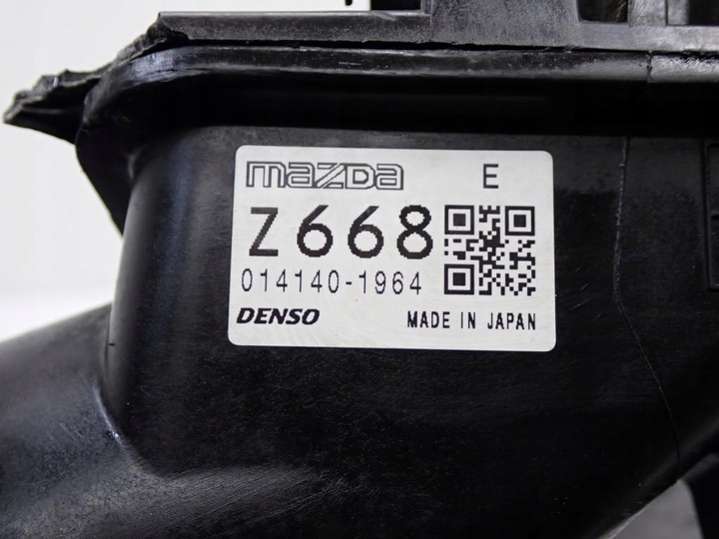 mazda E
Z668
014140-1964
DENSO MADE IN JAPAN